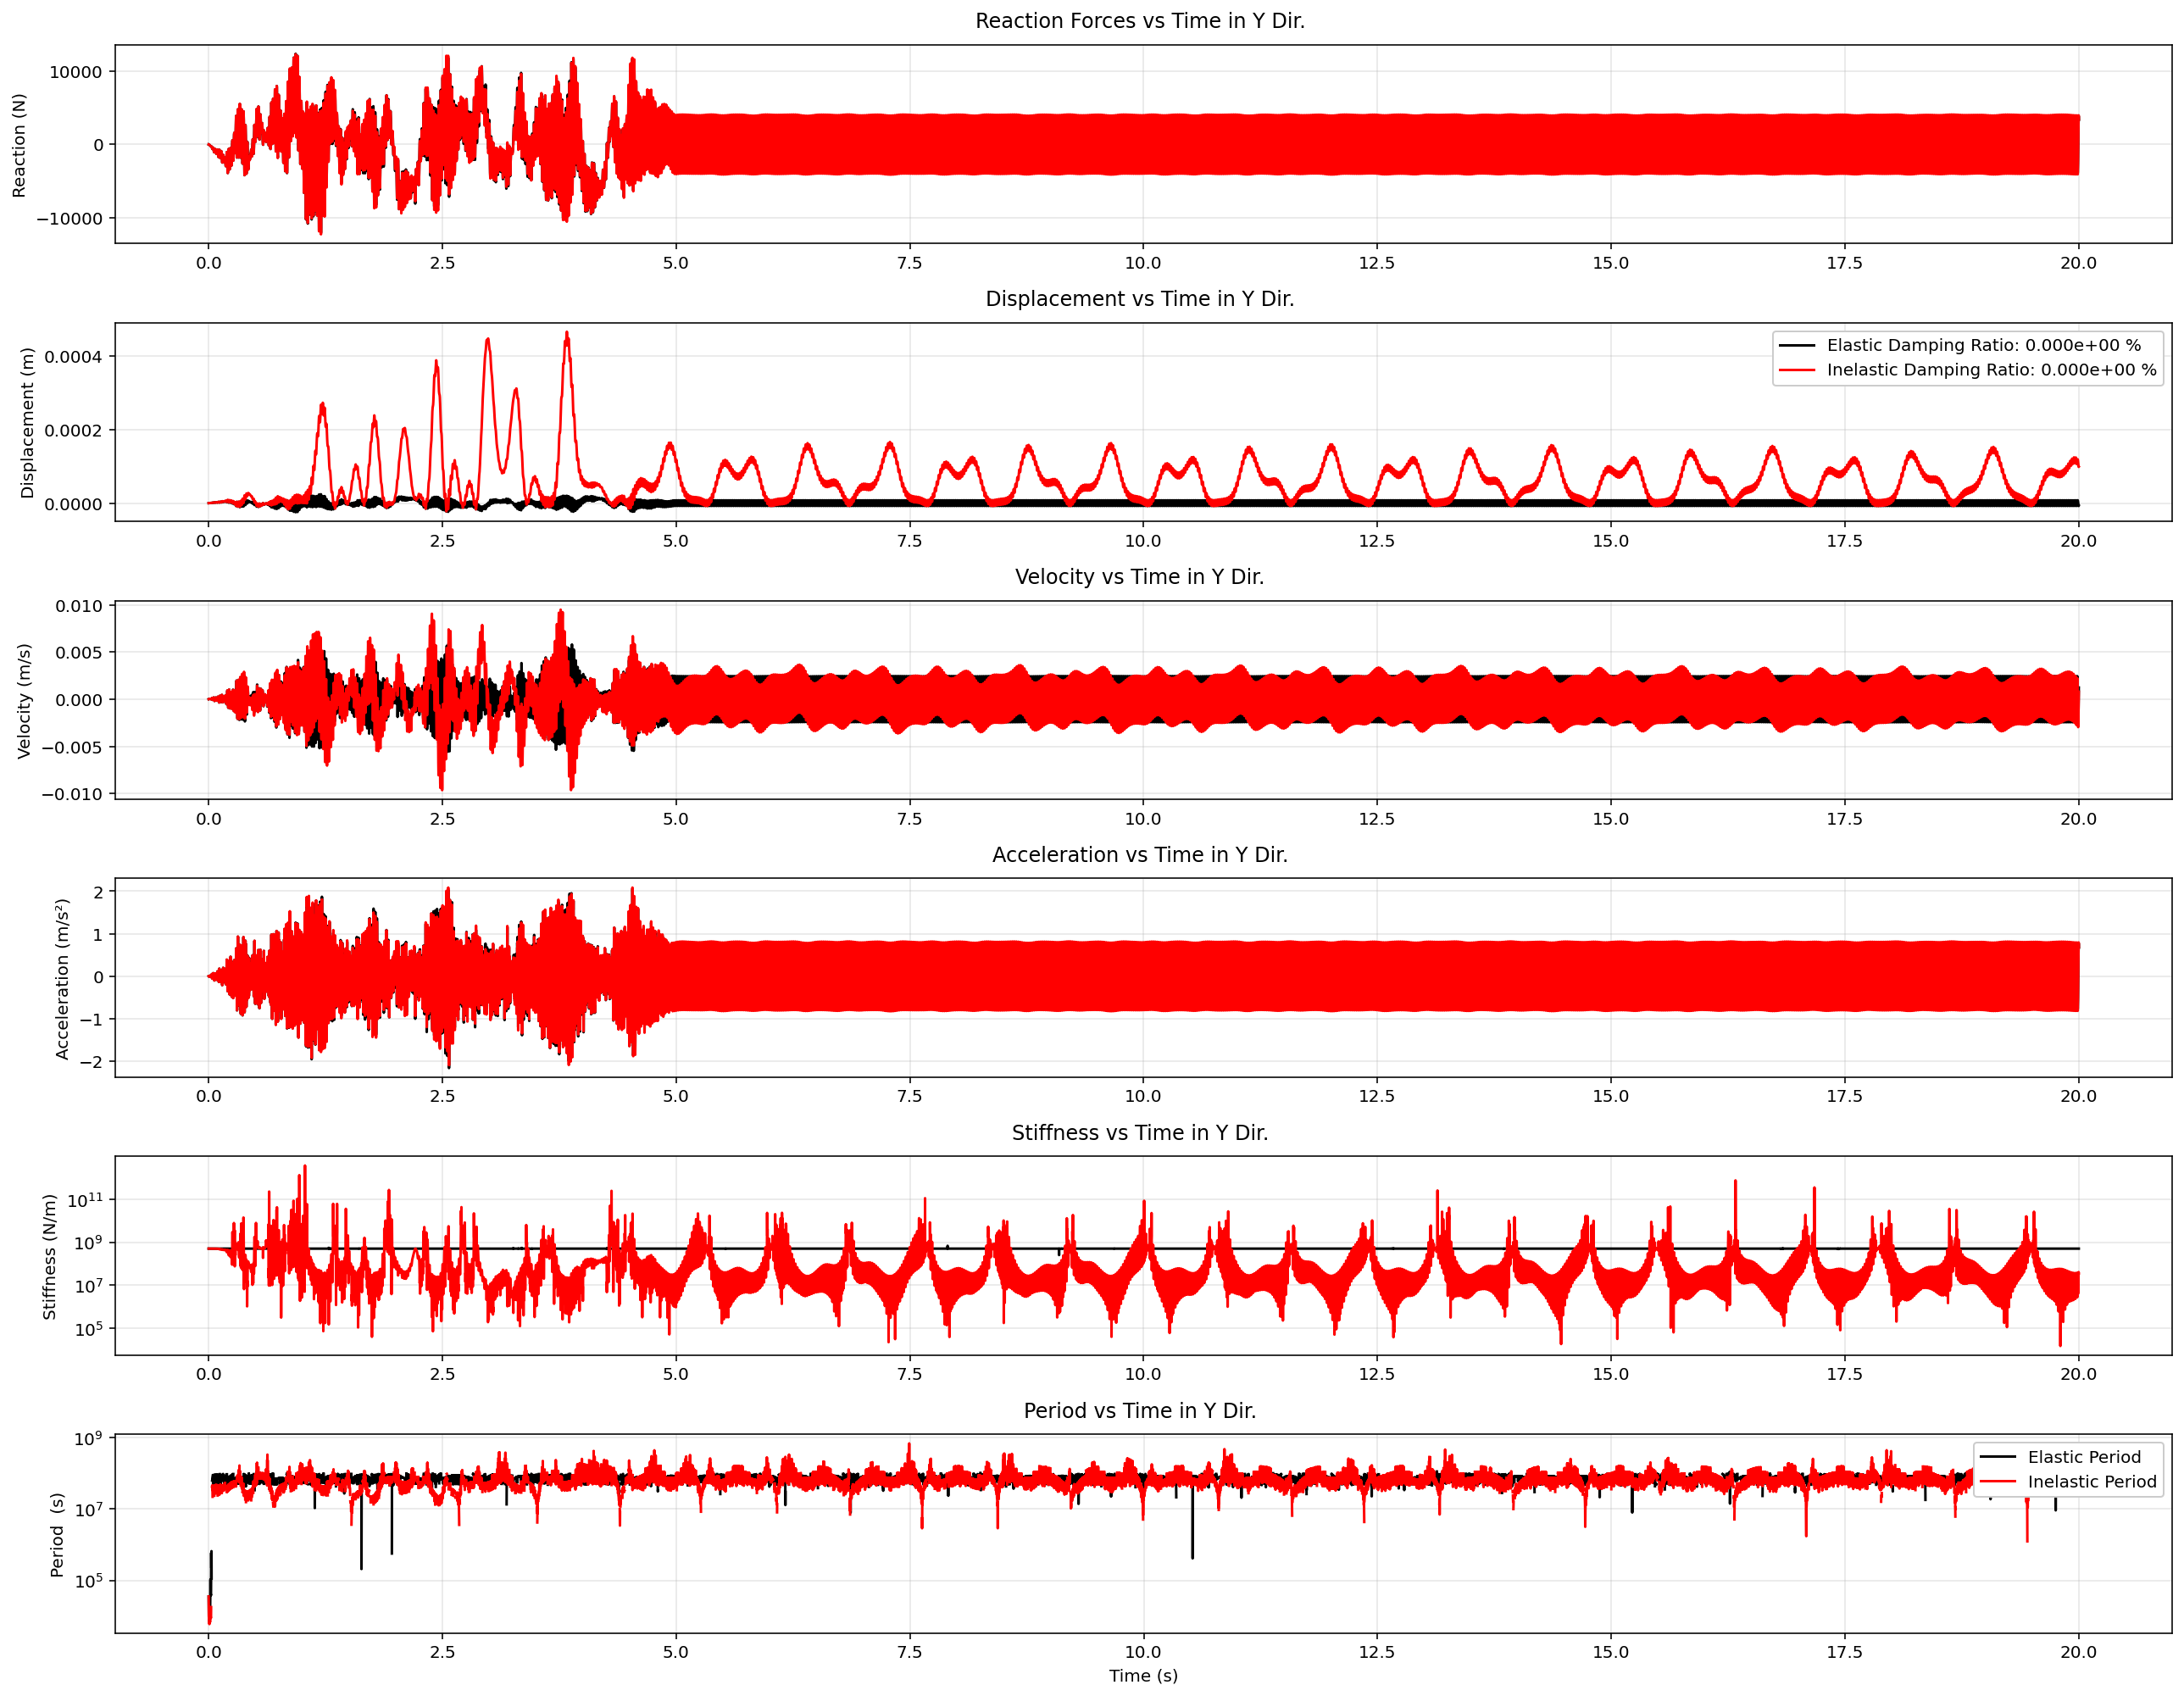 Reaction Forces vs Time in Y Dir.
Reaction (N)
10000
0
−10000
0.0 2.5 5.0 7.5 10.0 12.5 15.0 17.5 20.0
Displacement vs Time in Y Dir.
Displacement (m)
0.0004
0.0002
0.0000
Elastic Damping Ratio: 0.000e+00 %
Inelastic Damping Ratio: 0.000e+00 %
0.0 2.5 5.0 7.5 10.0 12.5 15.0 17.5 20.0
Velocity vs Time in Y Dir.
Velocity (m/s)
0.010
0.005
0.000
−0.005
−0.010
0.0 2.5 5.0 7.5 10.0 12.5 15.0 17.5 20.0
Acceleration vs Time in Y Dir.
Acceleration (m/s²)
2
1
0
−1
−2
0.0 2.5 5.0 7.5 10.0 12.5 15.0 17.5 20.0
Stiffness vs Time in Y Dir.
Stiffness (N/m)
10¹¹
10⁹
10⁷
10⁵
0.0 2.5 5.0 7.5 10.0 12.5 15.0 17.5 20.0
Period vs Time in Y Dir.
Period (s)
10⁹
10⁷
10⁵
Elastic Period
Inelastic Period
0.0 2.5 5.0 7.5 10.0 12.5 15.0 17.5 20.0
Time (s)